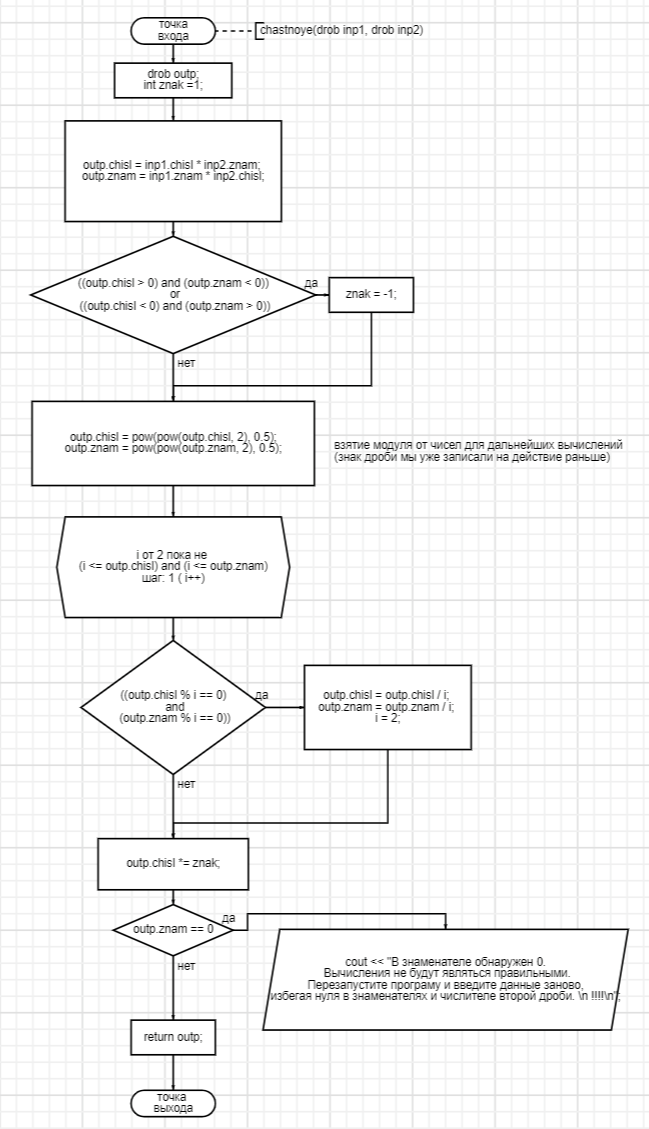 точка
входа
chastnoye(drob inp1, drob inp2)
drob outp;
int znak =1;
outp.chisl = inp1.chisl * inp2.znam;
outp.znam = inp1.znam * inp2.chisl;
((outp.chisl > 0) and (outp.znam < 0))
or
((outp.chisl < 0) and (outp.znam > 0))
да
znak = -1;
нет
outp.chisl = pow(pow(outp.chisl, 2), 0.5);
outp.znam = pow(pow(outp.znam, 2), 0.5);
взятие модуля от чисел для дальнейших вычислений
(знак дроби мы уже записали на действие раньше)
i от 2 пока не
(i <= outp.chisl) and (i <= outp.znam)
шаг: 1 ( i++)
((outp.chisl % i == 0)
and
(outp.znam % i == 0))
да
outp.chisl = outp.chisl / i;
outp.znam = outp.znam / i;
i = 2;
нет
outp.chisl *= znak;
outp.znam == 0
да
cout << "В знаменателе обнаружен 0.
Вычисления не будут являться правильными.
Перезапустите програму и введите данные заново,
избегая нуля в знаменателях и числителе второй дроби. \n !!!!\n";
нет
return outp;
точка
выхода